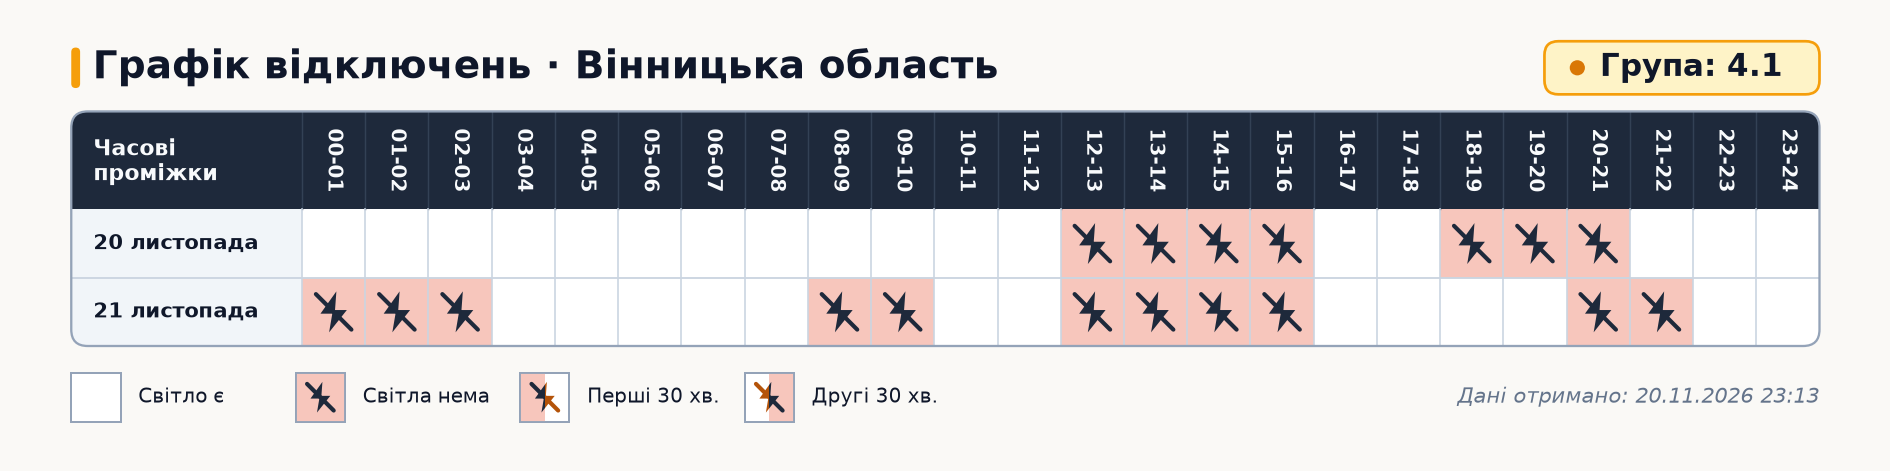 Графік відключень · Вінницька область
Група: 4.1
Часові
проміжки
00-01 01-02 02-03 03-04 04-05 05-06 06-07 07-08 08-09 09-10 10-11 11-12 12-13 13-14 14-15 15-16 16-17 17-18 18-19 19-20 20-21 21-22 22-23 23-24
20 листопада
21 листопада
Світло є
Світла нема
Перші 30 хв.
Другі 30 хв.
Дані отримано: 20.11.2026 23:13